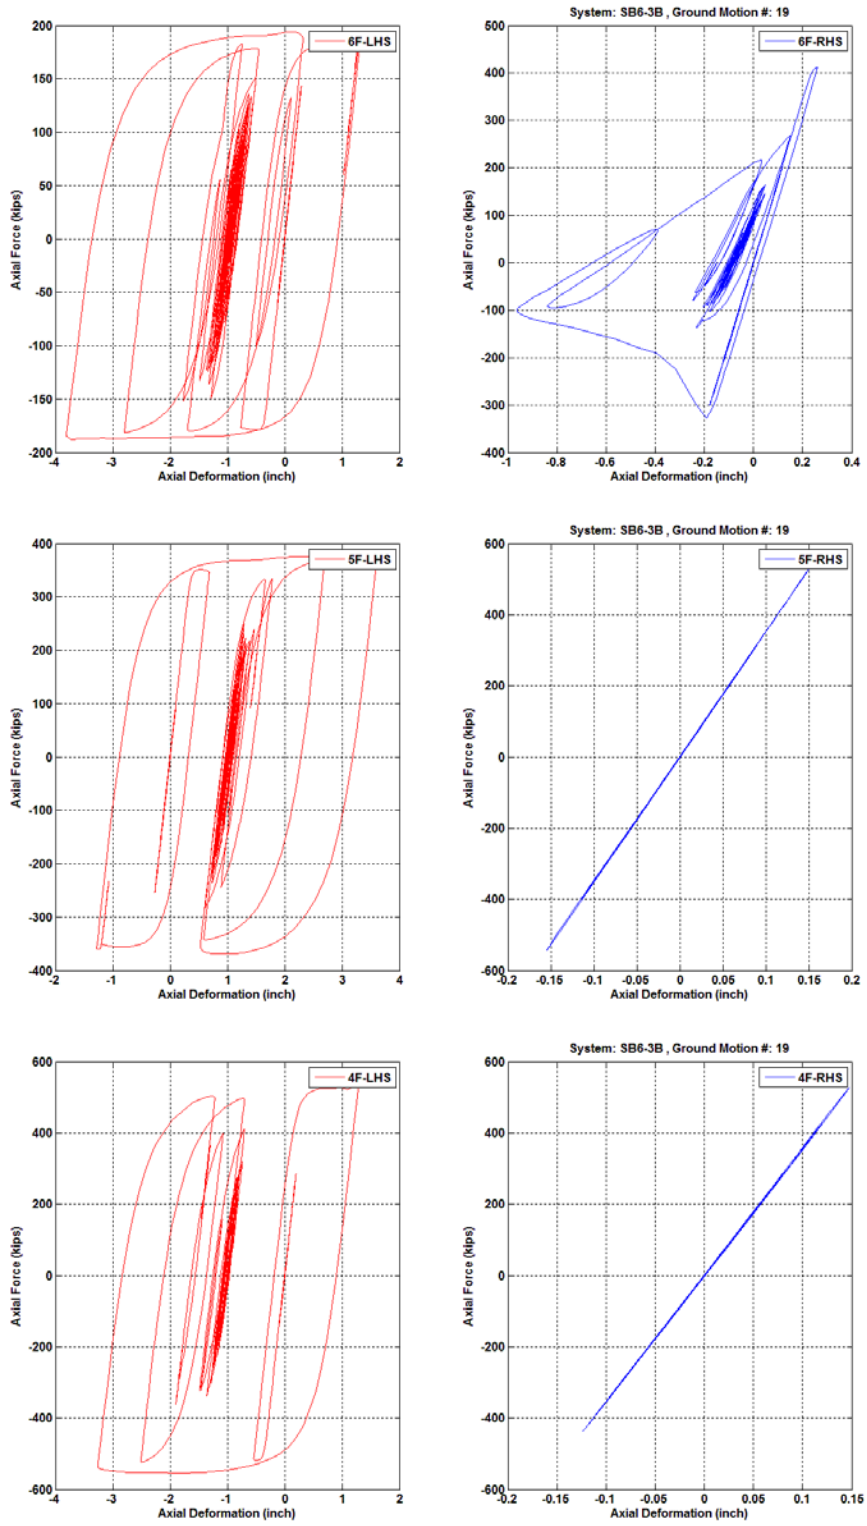 6F-LHS
Axial Force (kips)
200
150
100
50
0
-50
-100
-150
-200
-4 -3 -2 -1 0 1 2
Axial Deformation (inch)
System: SB6-3B , Ground Motion #: 19
6F-RHS
Axial Force (kips)
500
400
300
200
100
0
-100
-200
-300
-400
-1 -0.8 -0.6 -0.4 -0.2 0 0.2 0.4
Axial Deformation (inch)
5F-LHS
Axial Force (kips)
400
300
200
100
0
-100
-200
-300
-400
-2 -1 0 1 2 3 4
Axial Deformation (inch)
System: SB6-3B , Ground Motion #: 19
5F-RHS
Axial Force (kips)
600
400
200
0
-200
-400
-600
-0.2 -0.15 -0.1 -0.05 0 0.05 0.1 0.15 0.2
Axial Deformation (inch)
4F-LHS
Axial Force (kips)
600
400
200
0
-200
-400
-600
-4 -3 -2 -1 0 1 2
Axial Deformation (inch)
System: SB6-3B , Ground Motion #: 19
4F-RHS
Axial Force (kips)
600
400
200
0
-200
-400
-600
-0.2 -0.15 -0.1 -0.05 0 0.05 0.1 0.15
Axial Deformation (inch)